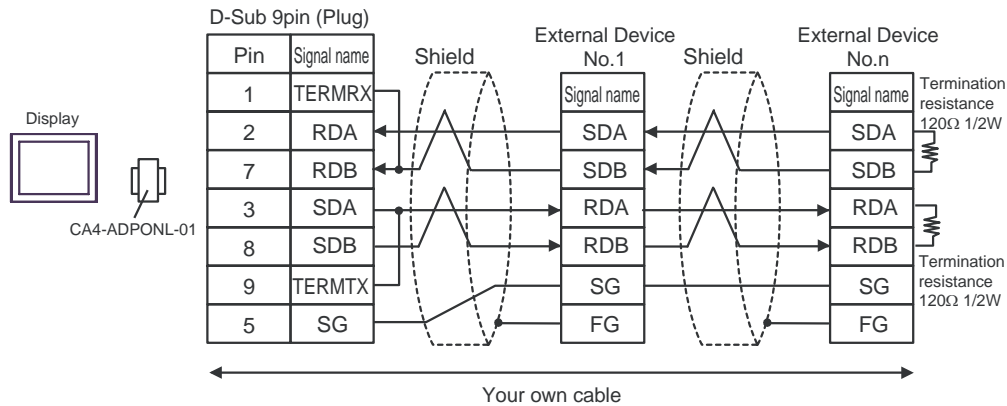 D-Sub 9pin (Plug)
Pin Signal name
1 TERMRX
2 RDA
7 RDB
3 SDA
8 SDB
9 TERMTX
5 SG
Display
CA4-ADPONL-01
Shield
External Device
No.1
Signal name
SDA
SDB
RDA
RDB
SG
FG
Shield
External Device
No.n
Signal name
SDA
SDB
RDA
RDB
SG
FG
Termination
resistance
120Ω 1/2W
Termination
resistance
120Ω 1/2W
Your own cable